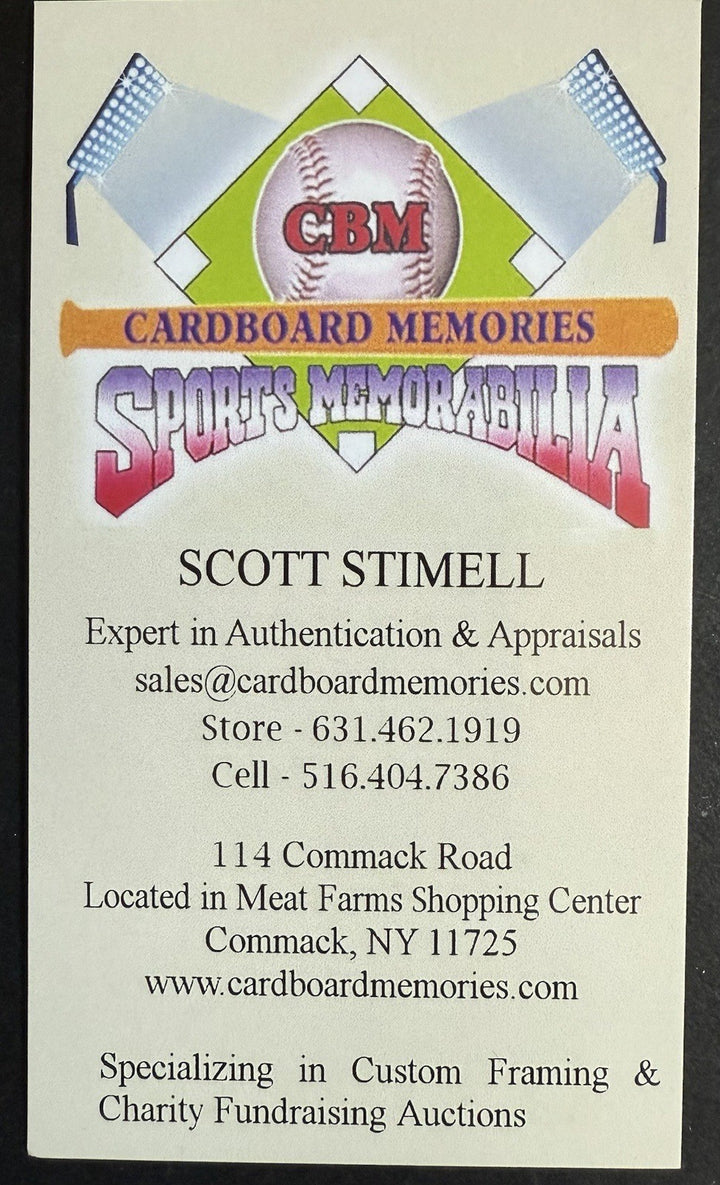 CBM
CARDBOARD MEMORIES
SPORTS MEMORABILIA
SCOTT STIMELL
Expert in Authentication & Appraisals
sales@cardboardmemories.com
Store - 631.462.1919
Cell - 516.404.7386
114 Commack Road
Located in Meat Farms Shopping Center
Commack, NY 11725
www.cardboardmemories.com
Specializing in Custom Framing &
Charity Fundraising Auctions